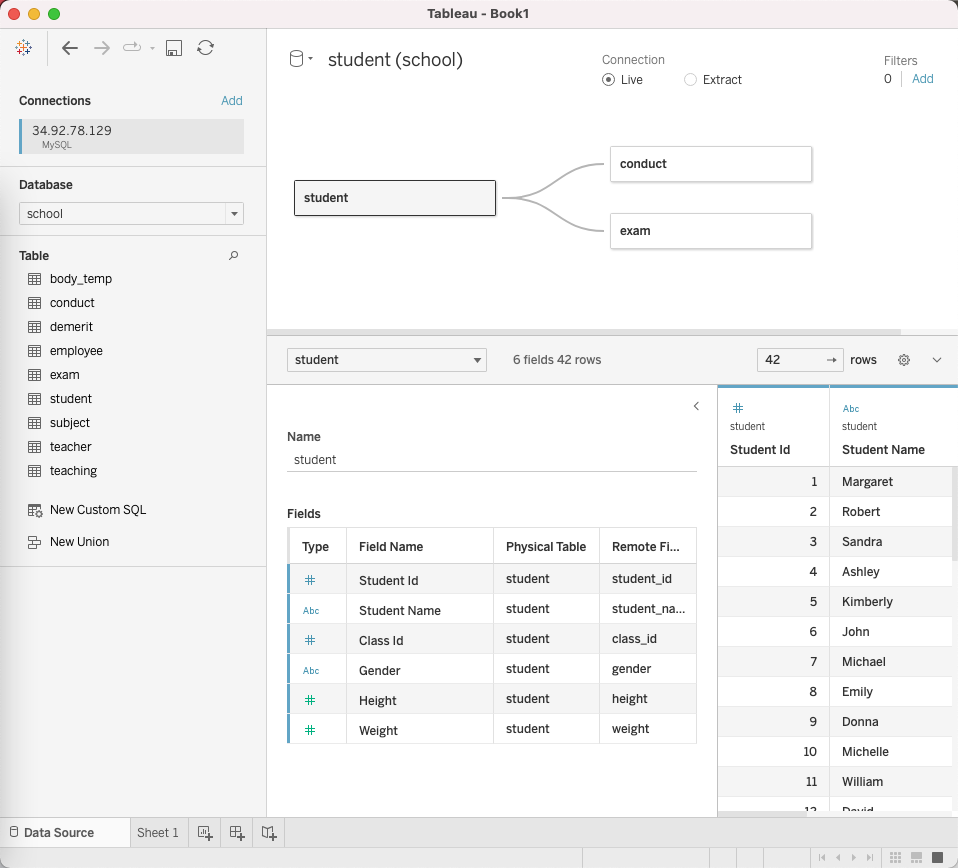 Tableau - Book1
Connections Add
34.92.78.129
MySQL
Database
school
Table
body_temp
conduct
demerit
employee
exam
student
subject
teacher
teaching
New Custom SQL
New Union
student (school)
Connection
Live Extract
Filters
0 Add
student
conduct
exam
student 6 fields 42 rows 42 rows
Name
student
Fields
Type Field Name Physical Table Remote Fi...
# Student Id student student_id
Abc Student Name student student_na...
# Class Id student class_id
Abc Gender student gender
# Height student height
# Weight student weight
# Abc
student student
Student Id Student Name
1 Margaret
2 Robert
3 Sandra
4 Ashley
5 Kimberly
6 John
7 Michael
8 Emily
9 Donna
10 Michelle
11 William
12 David
Data Source Sheet 1